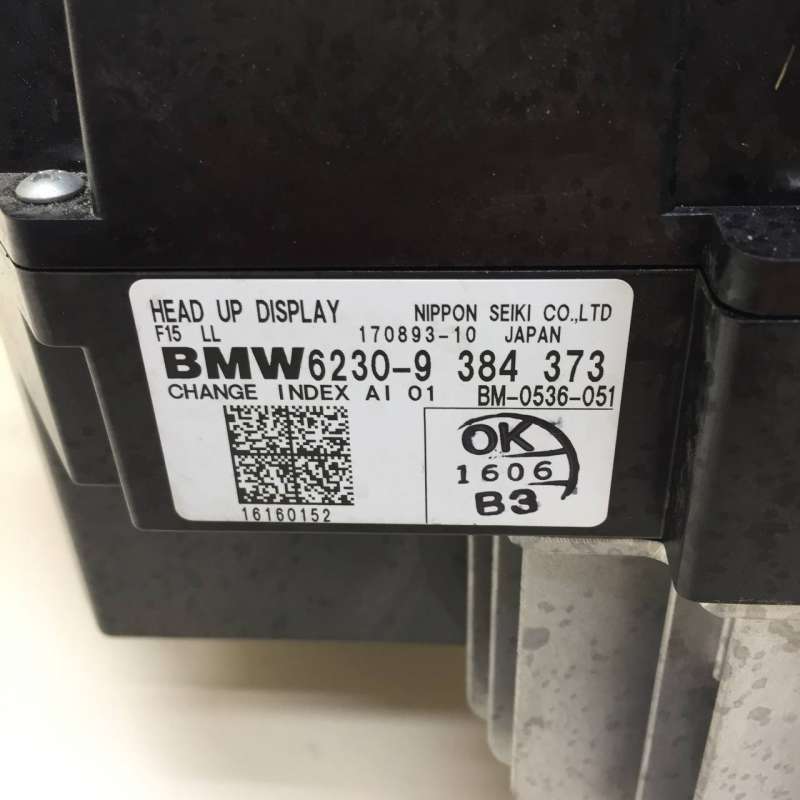 HEAD UP DISPLAY NIPPON SEIKI CO.,LTD
F15 LL 170893-10 JAPAN
BMW6230-9 384 373
CHANGE INDEX AI 01 BM-0536-051
OK
1606
B3
16160152